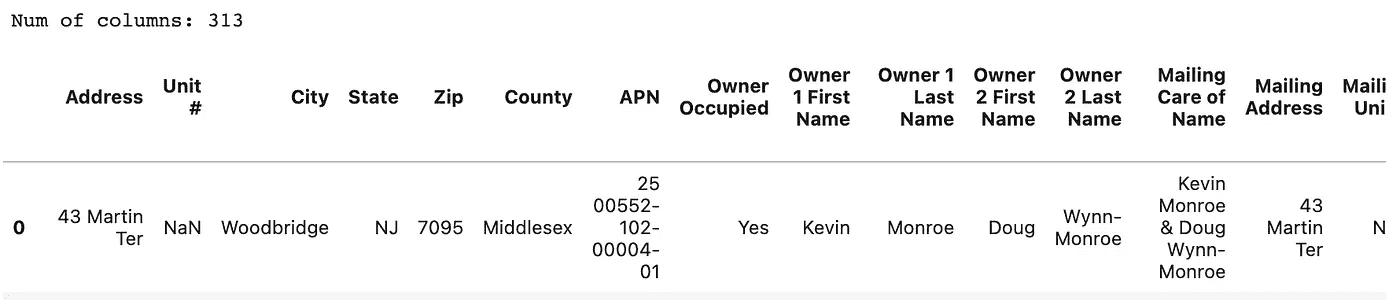 Num of columns: 313
Address Unit # City State Zip County APN Owner Occupied Owner 1 First Name Owner 1 Last Name Owner 2 First Name Owner 2 Last Name Mailing Care of Name Mailing Address Maili Uni
0 43 Martin Ter NaN Woodbridge NJ 7095 Middlesex 25 00552-102-00004-01 Yes Kevin Monroe Doug Wynn-Monroe Kevin Monroe & Doug Wynn-Monroe 43 Martin Ter N